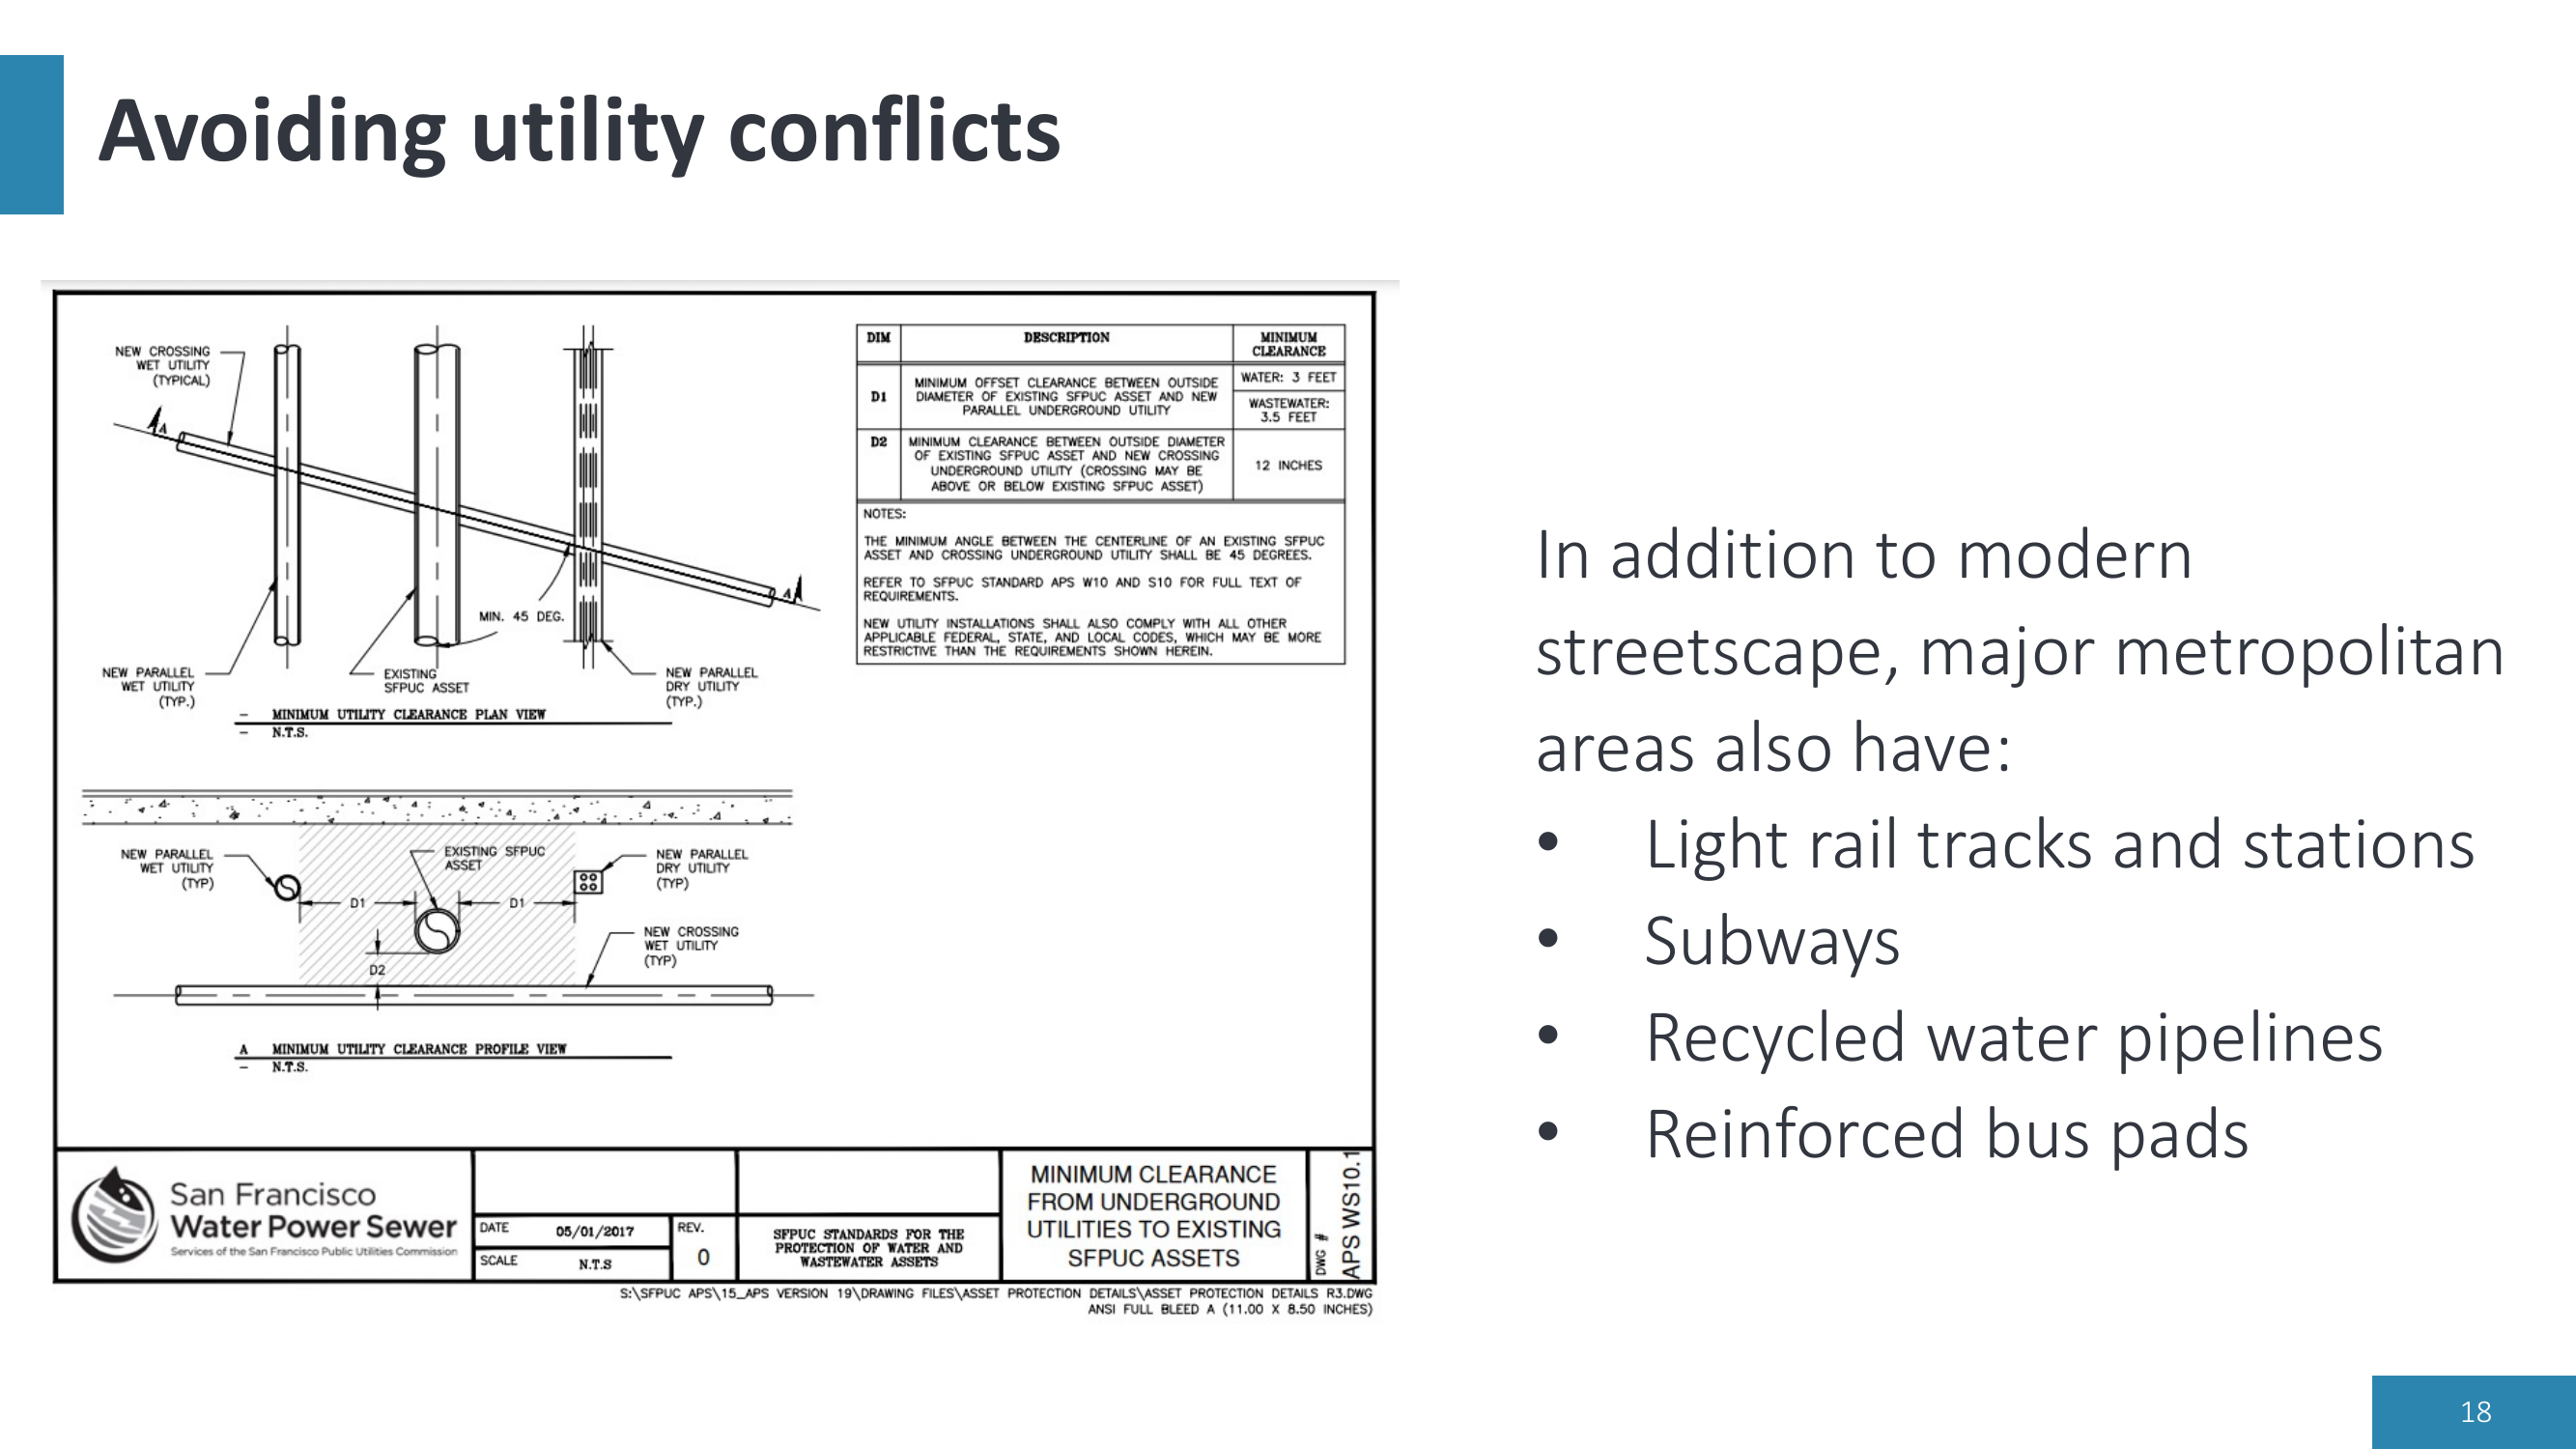 Avoiding utility conflicts
NEW CROSSING
WET UTILITY
(TYPICAL)
A
A
MIN. 45 DEG.
NEW PARALLEL
WET UTILITY
(TYP.)
EXISTING
SFPUC ASSET
NEW PARALLEL
DRY UTILITY
(TYP.)
– MINIMUM UTILITY CLEARANCE PLAN VIEW
– N.T.S.
DIM DESCRIPTION MINIMUM
CLEARANCE
D1 MINIMUM OFFSET CLEARANCE BETWEEN OUTSIDE
DIAMETER OF EXISTING SFPUC ASSET AND NEW
PARALLEL UNDERGROUND UTILITY
WATER: 3 FEET
WASTEWATER:
3.5 FEET
D2 MINIMUM CLEARANCE BETWEEN OUTSIDE DIAMETER
OF EXISTING SFPUC ASSET AND NEW CROSSING
UNDERGROUND UTILITY (CROSSING MAY BE
ABOVE OR BELOW EXISTING SFPUC ASSET)
12 INCHES
NOTES:
THE MINIMUM ANGLE BETWEEN THE CENTERLINE OF AN EXISTING SFPUC
ASSET AND CROSSING UNDERGROUND UTILITY SHALL BE 45 DEGREES.
REFER TO SFPUC STANDARD APS W10 AND S10 FOR FULL TEXT OF
REQUIREMENTS.
NEW UTILITY INSTALLATIONS SHALL ALSO COMPLY WITH ALL OTHER
APPLICABLE FEDERAL, STATE, AND LOCAL CODES, WHICH MAY BE MORE
RESTRICTIVE THAN THE REQUIREMENTS SHOWN HEREIN.
NEW PARALLEL
WET UTILITY
(TYP)
EXISTING SFPUC
ASSET
NEW PARALLEL
DRY UTILITY
(TYP)
D1
D1
D2
NEW CROSSING
WET UTILITY
(TYP)
A MINIMUM UTILITY CLEARANCE PROFILE VIEW
– N.T.S.
San Francisco
Water Power Sewer
Services of the San Francisco Public Utilities Commission
DATE 05/01/2017
SCALE N.T.S
REV.
0
SFPUC STANDARDS FOR THE
PROTECTION OF WATER AND
WASTEWATER ASSETS
MINIMUM CLEARANCE
FROM UNDERGROUND
UTILITIES TO EXISTING
SFPUC ASSETS
DWG #
APS WS10.1
S:\SFPUC APS\15_APS VERSION 19\DRAWING FILES\ASSET PROTECTION DETAILS\ASSET PROTECTION DETAILS R3.DWG
ANSI FULL BLEED A (11.00 X 8.50 INCHES)
In addition to modern
streetscape, major metropolitan
areas also have:
• Light rail tracks and stations
• Subways
• Recycled water pipelines
• Reinforced bus pads
18